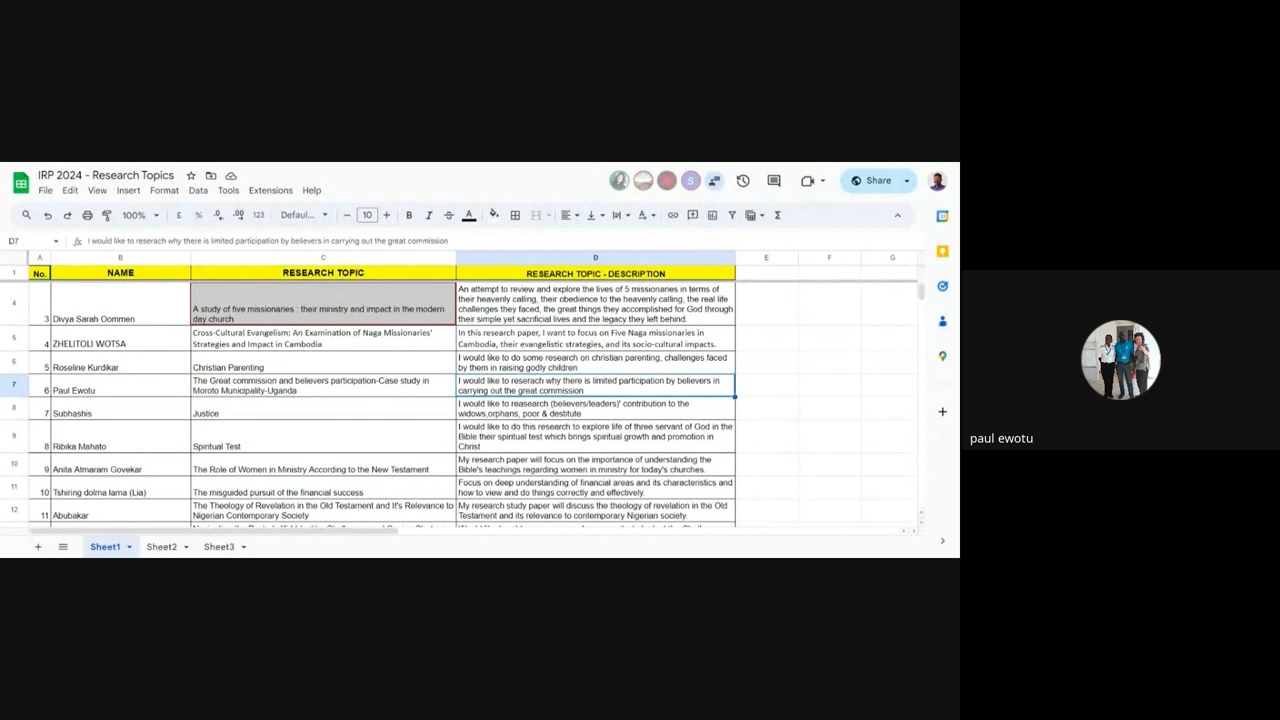 IRP 2024 - Research Topics
File Edit View Insert Format Data Tools Extensions Help
S
Share
100% £ % .0 .00 123 Defaul... 10 B I A
D7 fx I would like to reserach why there is limited participation by believers in carrying out the great commission
A B C D E F G
1 No. NAME RESEARCH TOPIC RESEARCH TOPIC - DESCRIPTION
4
3 Divya Sarah Oommen
A study of five missionaries : their ministry and impact in the modern
day church
An attempt to review and explore the lives of 5 missionaries in terms of
their heavenly calling, their obedience to the heavenly calling, the real life
challenges they faced, the great things they accomplished for God through
their simple yet sacrificial lives and the legacy they left behind.
5
4 ZHELITOLI WOTSA
Cross-Cultural Evangelism: An Examination of Naga Missionaries'
Strategies and Impact in Cambodia
In this research paper, I want to focus on Five Naga missionaries in
Cambodia, their evangelistic strategies, and its socio-cultural impacts.
6
5 Roseline Kurdikar
Christian Parenting
I would like to do some research on christian parenting, challenges faced
by them in raising godly children
7
6 Paul Ewotu
The Great commission and believers participation-Case study in
Moroto Municipality-Uganda
I would like to reserach why there is limited participation by believers in
carrying out the great commission
8
7 Subhashis
Justice
I would like to reasearch (believers/leaders)' contribution to the
widows,orphans, poor & destitute
9
8 Ribika Mahato
Spiritual Test
I would like to do this research to explore life of three servant of God in the
Bible their spiritual test which brings spiritual growth and promotion in
Christ
10
9 Anita Atmaram Govekar
The Role of Women in Ministry According to the New Testament
My research paper will focus on the importance of understanding the
Bible's teachings regarding women in ministry for today's churches.
11
10 Tshiring dolma lama (Lia)
The misguided pursuit of the financial success
Focus on deep understanding of financial areas and its characteristics and
how to view and do things correctly and effectively.
12
11 Abubakar
The Theology of Revelation in the Old Testament and It's Relevance to
Nigerian Contemporary Society
My research study paper will discuss the theology of revelation in the Old
Testament and its relevance to contemporary Nigerian society.
Sheet1 Sheet2 Sheet3
paul ewotu